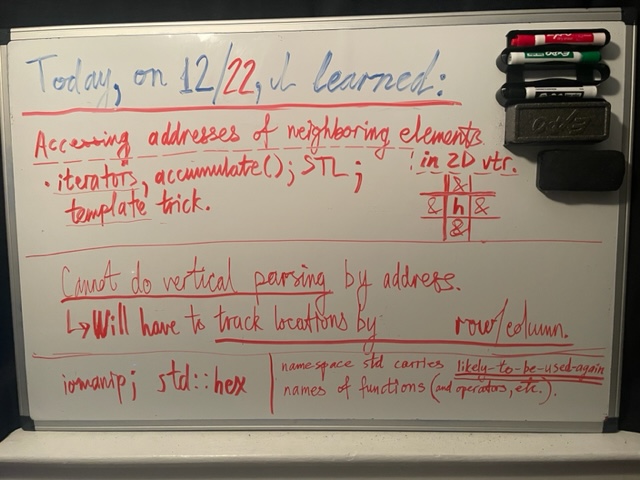 Today, on 12/22, I learned:
Accessing addresses of neighboring elements
in 2D vtr.
· iterators, accumulate(); STL;
template trick.
&
& h &
&
Cannot do vertical parsing by address.
↳ Will have to track locations by row/column.
iomanip; std::hex
namespace std carries likely-to-be-used-again
names of functions (and operators, etc.).
expo